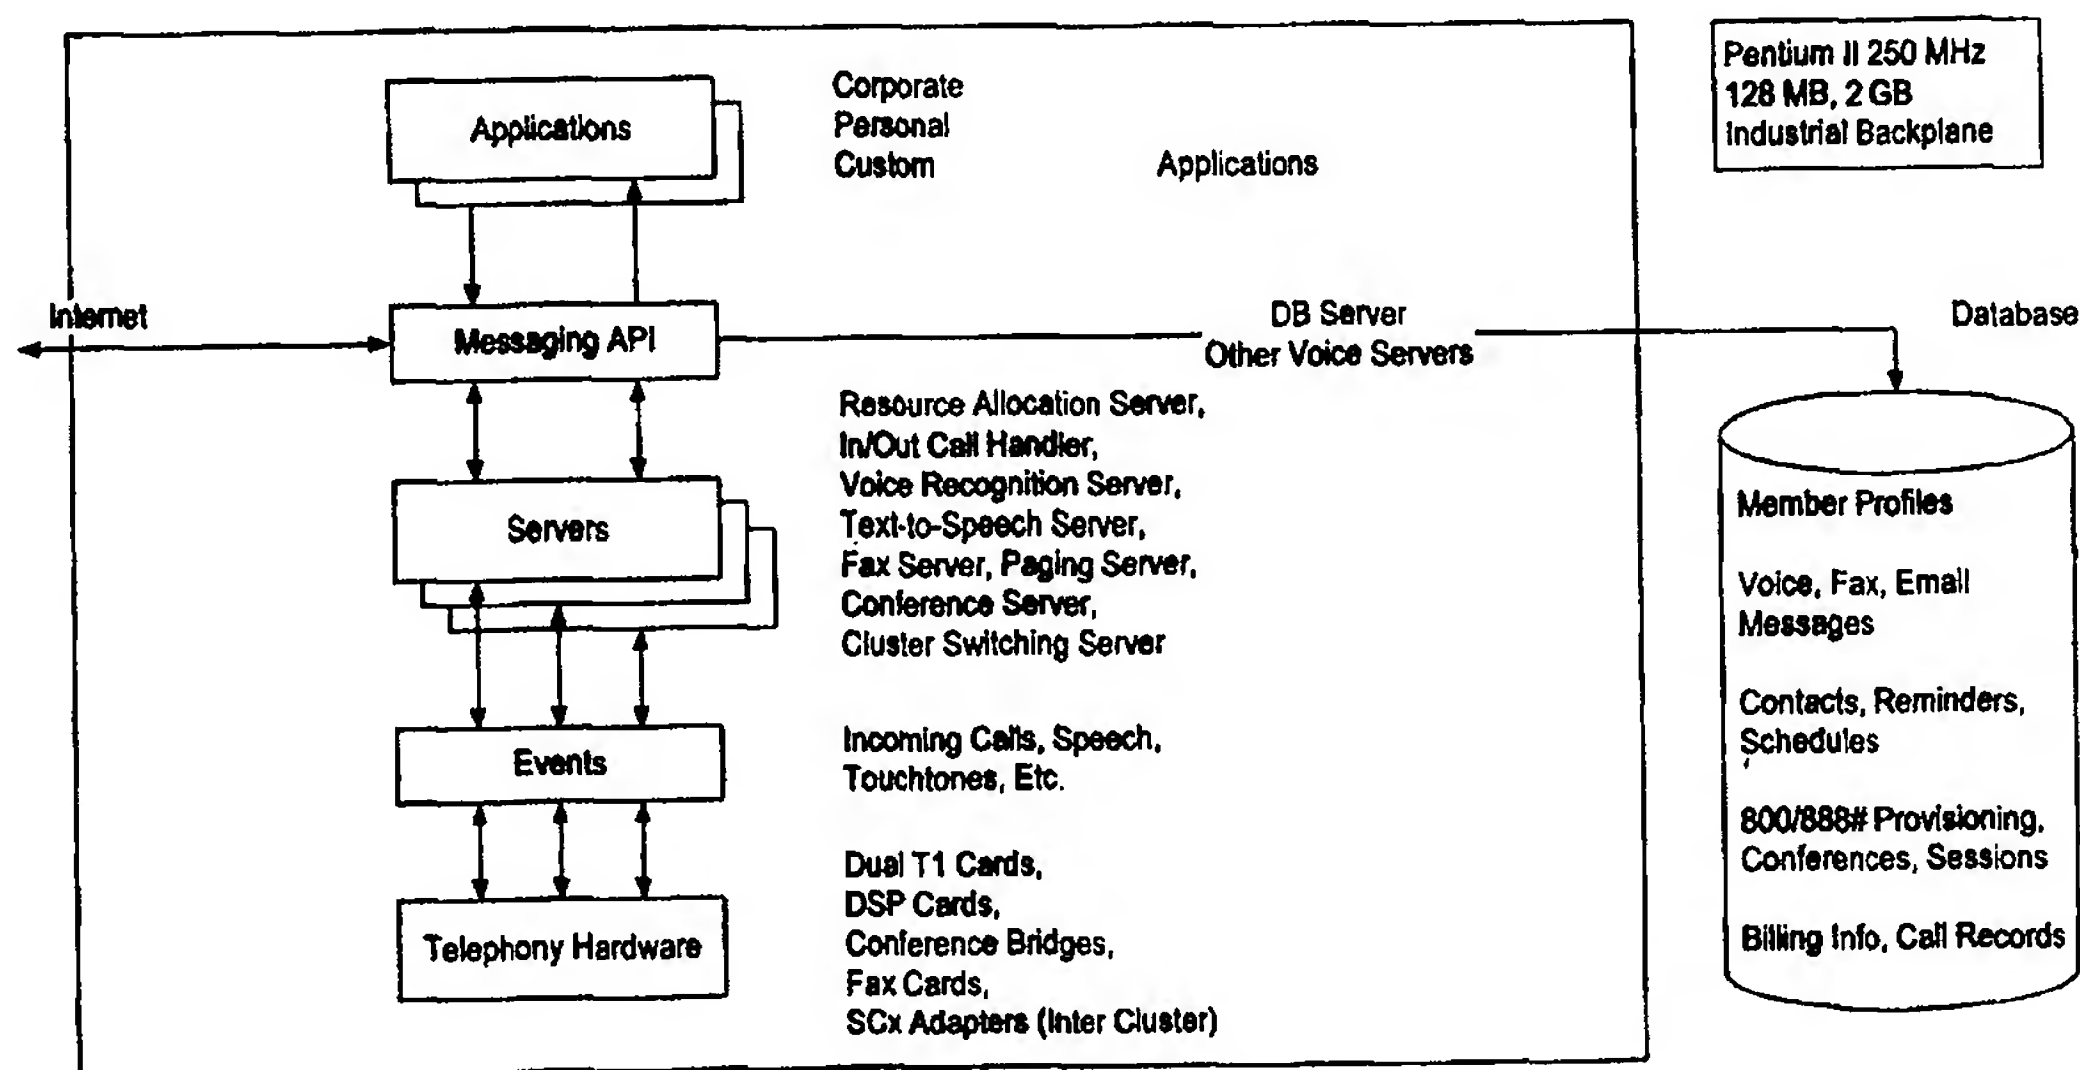 Pentium II 250 MHz
128 MB, 2 GB
Industrial Backplane
Applications
Corporate
Personal
Custom
Applications
Internet
Messaging API
DB Server
Other Voice Servers
Database
Resource Allocation Server,
In/Out Call Handler,
Voice Recognition Server,
Text-to-Speech Server,
Fax Server, Paging Server,
Conference Server,
Cluster Switching Server
Servers
Events
Incoming Calls, Speech,
Touchtones, Etc.
Telephony Hardware
Dual T1 Cards,
DSP Cards,
Conference Bridges,
Fax Cards,
SCx Adapters (Inter Cluster)
Member Profiles
Voice, Fax, Email
Messages
Contacts, Reminders,
Schedules
800/888# Provisioning,
Conferences, Sessions
Billing Info, Call Records